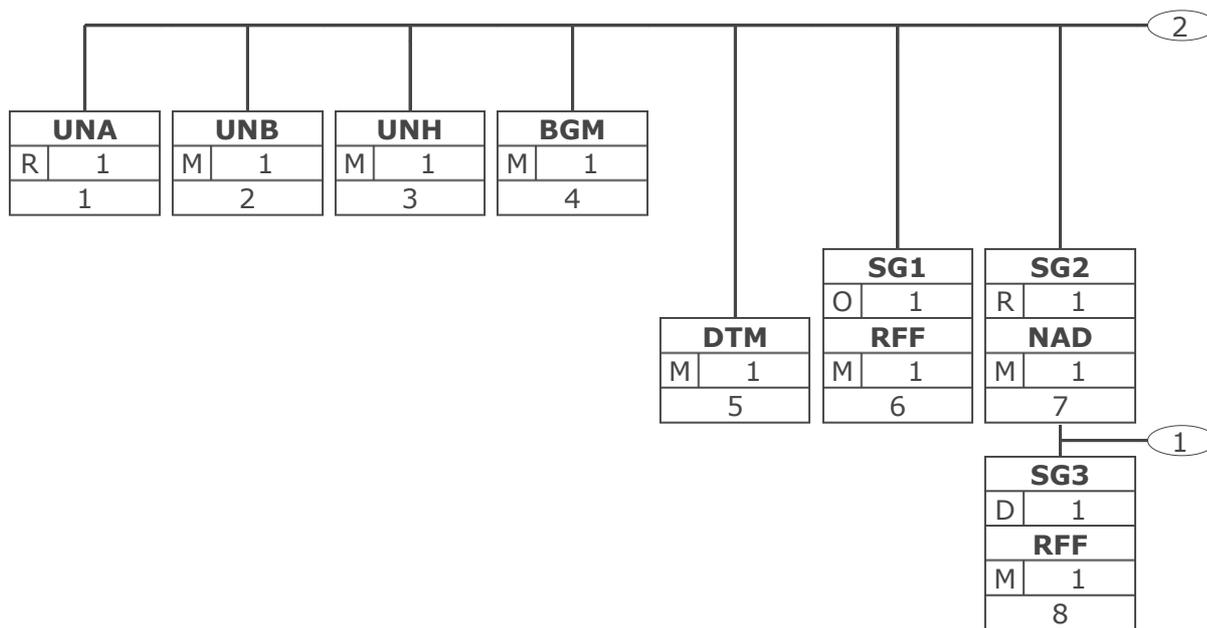 2
UNA UNB UNH BGM
R 1 M 1 M 1 M 1
1 2 3 4
SG1 SG2
O 1 R 1
DTM RFF NAD
M 1 M 1 M 1
5 6 7
1
SG3
D 1
RFF
M 1
8